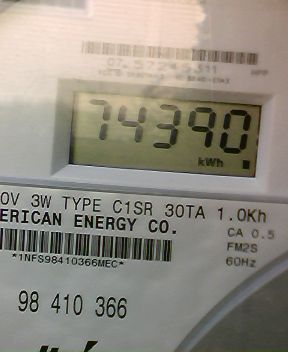 74390
kWh
0V 3W TYPE C1SR 30TA 1.0Kh
ERICAN ENERGY CO.
CA 0.5
FM2S
*1NFS98410366MEC*
60Hz
98 410 366